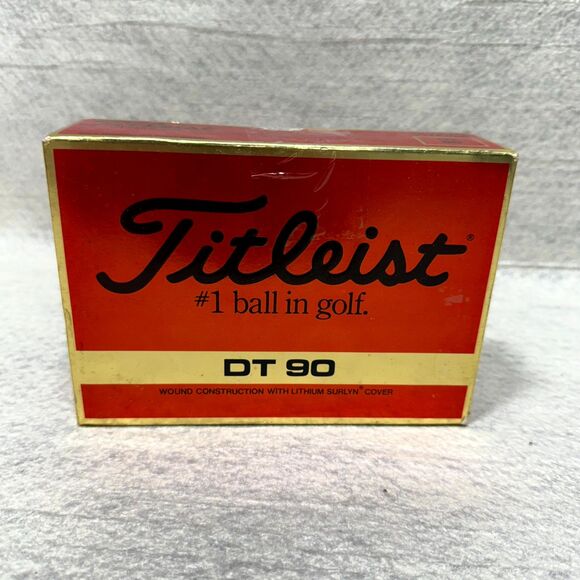 Titleist®
#1 ball in golf.
DT 90
WOUND CONSTRUCTION WITH LITHIUM SURLYN® COVER